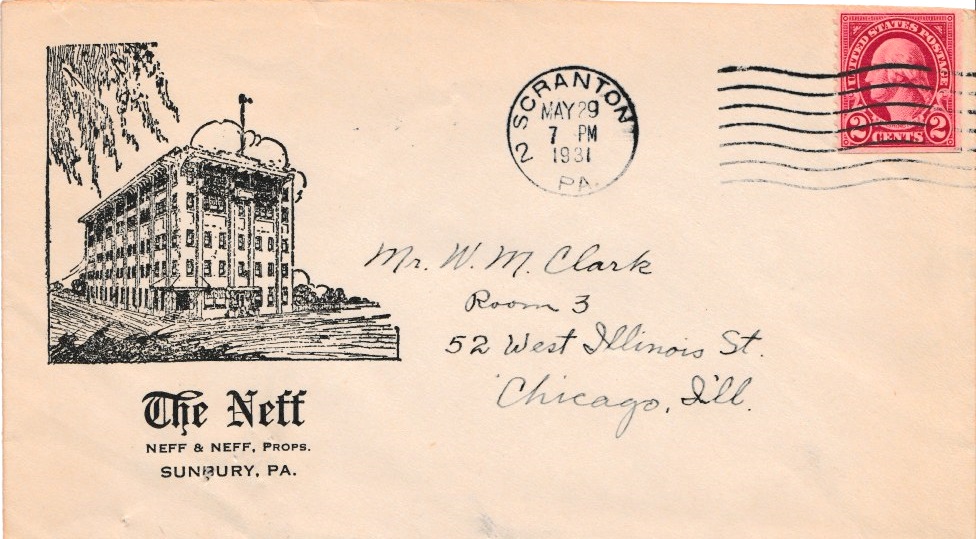 SCRANTON
MAY 29
7 PM
1931
PA.
2
UNITED STATES POSTAGE
2 CENTS 2
Mr. W. M. Clark
Room 3
52 West Illinois St.
Chicago, Ill.
The Neff
NEFF & NEFF, PROPS.
SUNBURY, PA.